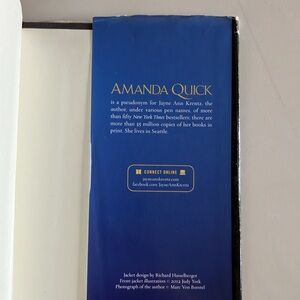 AMANDA QUICK
is a pseudonym for Jayne Ann Krentz, the
author, under various pen names, of more
than fifty New York Times bestsellers; there are
more than 35 million copies of her books in
print. She lives in Seattle.
CONNECT ONLINE
jayneannkrentz.com
facebook.com/JayneAnnKrentz
Jacket design by Richard Hasselberger
Front jacket illustration © 2012 Judy York
Photograph of the author © Marc Von Borstel